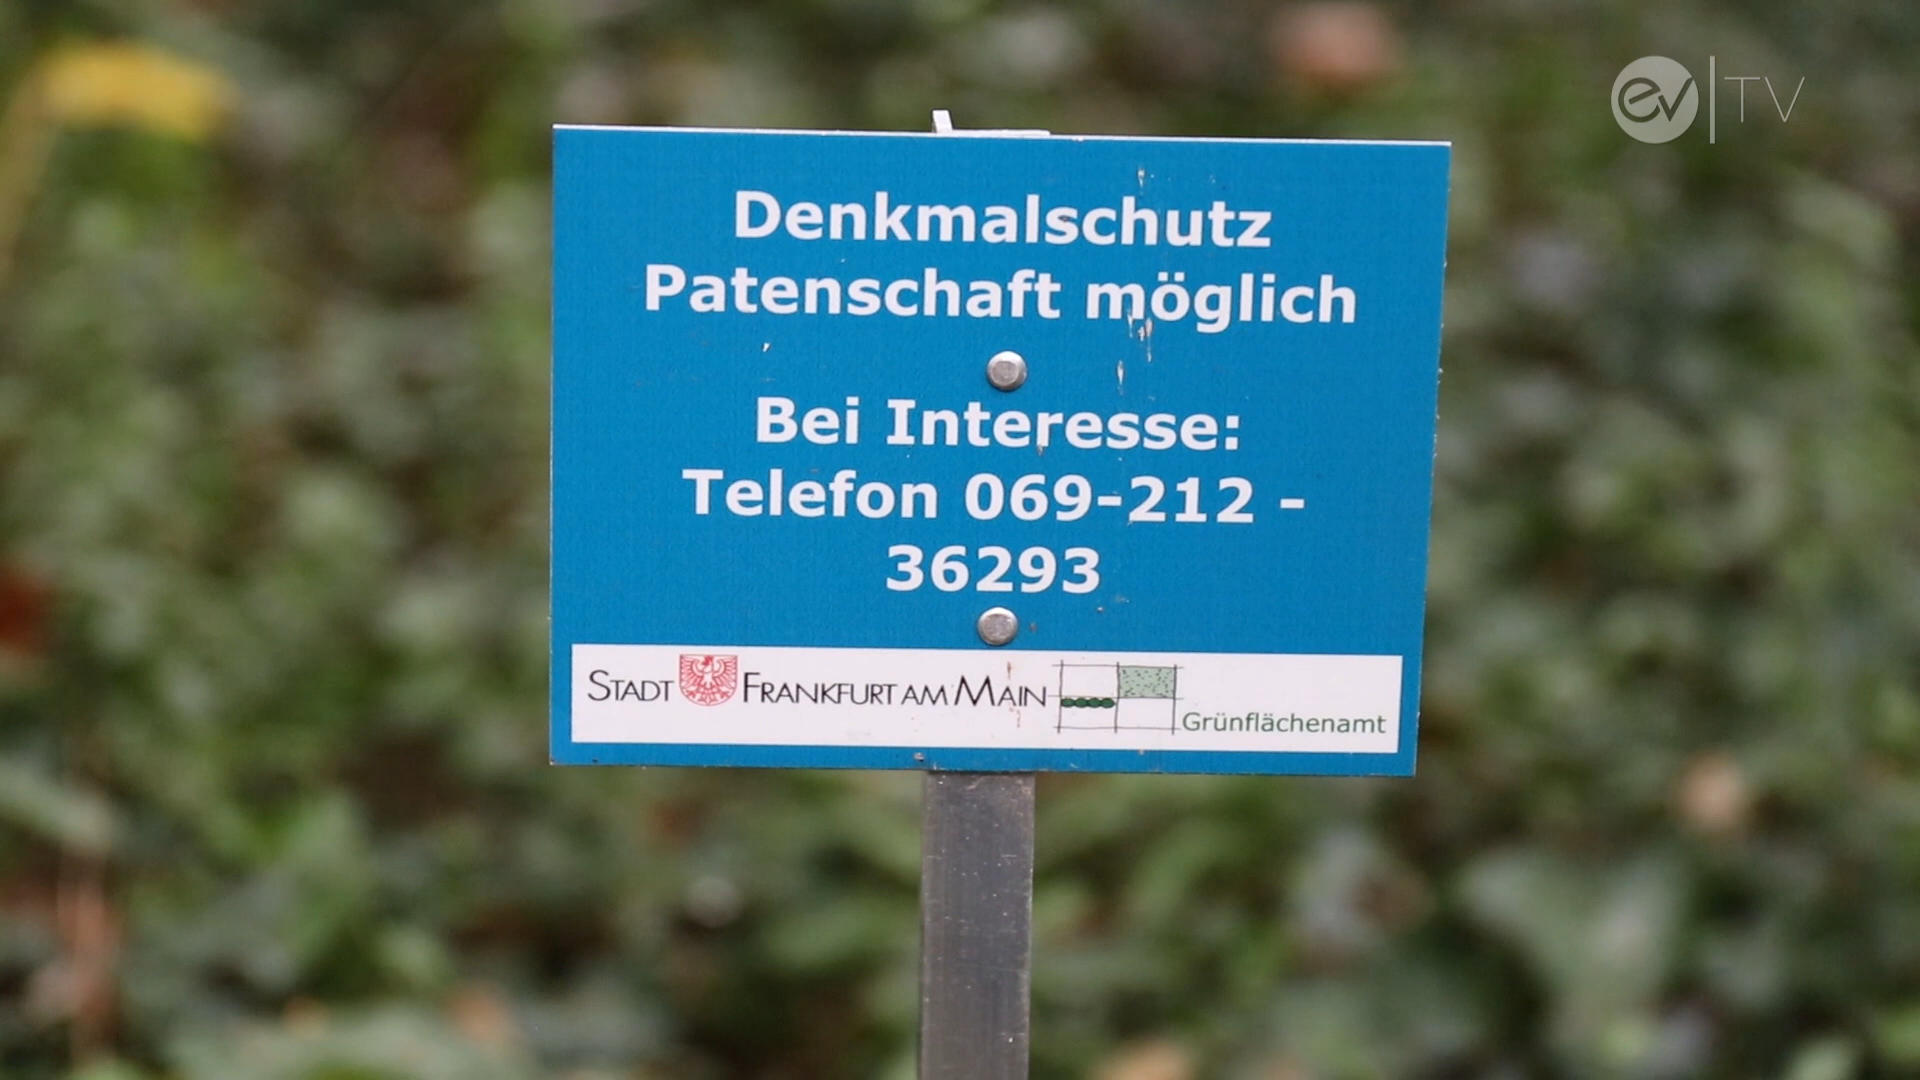 ev TV
Denkmalschutz
Patenschaft möglich
Bei Interesse:
Telefon 069-212 -
36293
STADT FRANKFURT AM MAIN
Grünflächenamt